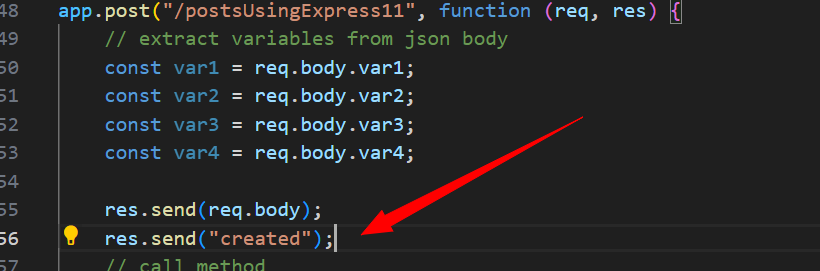 48 app.post("/postsUsingExpress11", function (req, res) {
49 // extract variables from json body
50 const var1 = req.body.var1;
51 const var2 = req.body.var2;
52 const var3 = req.body.var3;
53 const var4 = req.body.var4;
54
55 res.send(req.body);
56 res.send("created");
57 // call method